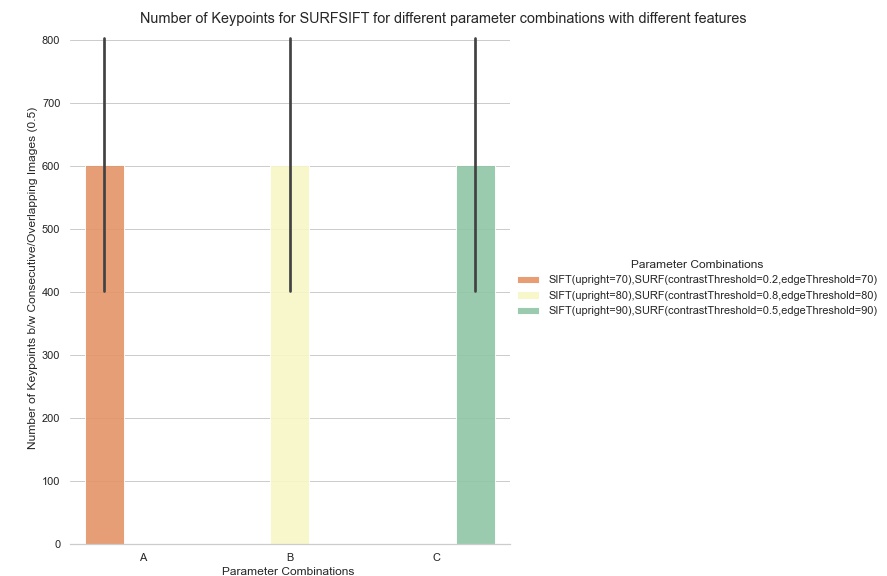 Number of Keypoints for SURFSIFT for different parameter combinations with different features
Number of Keypoints b/w Consecutive/Overlapping Images (0.5)
800
700
600
500
400
300
200
100
0
A
B
C
Parameter Combinations
Parameter Combinations
SIFT(upright=70),SURF(contrastThreshold=0.2,edgeThreshold=70)
SIFT(upright=80),SURF(contrastThreshold=0.8,edgeThreshold=80)
SIFT(upright=90),SURF(contrastThreshold=0.5,edgeThreshold=90)